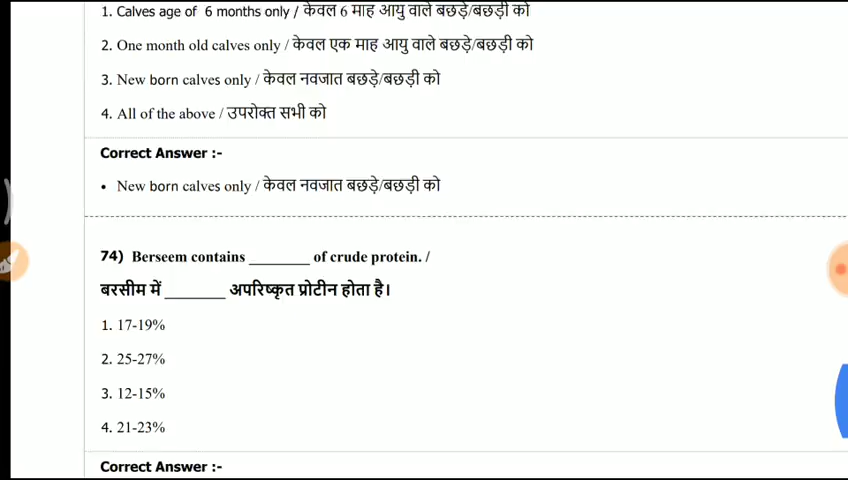 1. Calves age of 6 months only / केवल 6 माह आयु वाले बछड़े/बछड़ी को
2. One month old calves only / केवल एक माह आयु वाले बछड़े/बछड़ी को
3. New born calves only / केवल नवजात बछड़े/बछड़ी को
4. All of the above / उपरोक्त सभी को
Correct Answer :-
• New born calves only / केवल नवजात बछड़े/बछड़ी को
74) Berseem contains ________ of crude protein. /
बरसीम में ________ अपरिष्कृत प्रोटीन होता है।
1. 17-19%
2. 25-27%
3. 12-15%
4. 21-23%
Correct Answer :-